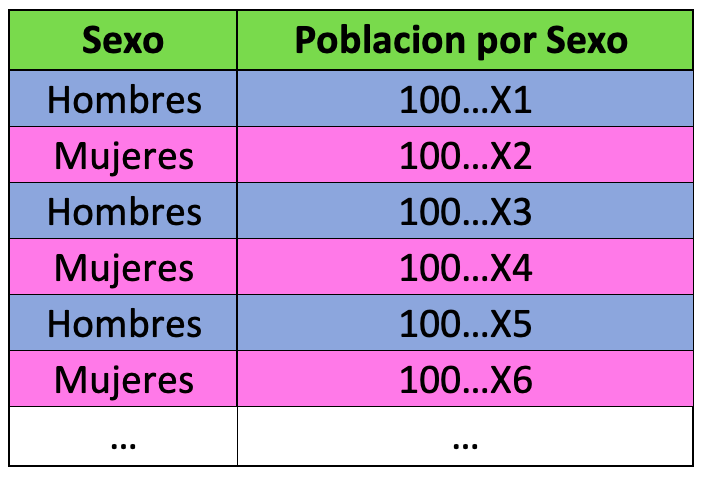 Sexo Poblacion por Sexo
Hombres 100...X1
Mujeres 100...X2
Hombres 100...X3
Mujeres 100...X4
Hombres 100...X5
Mujeres 100...X6
... ...